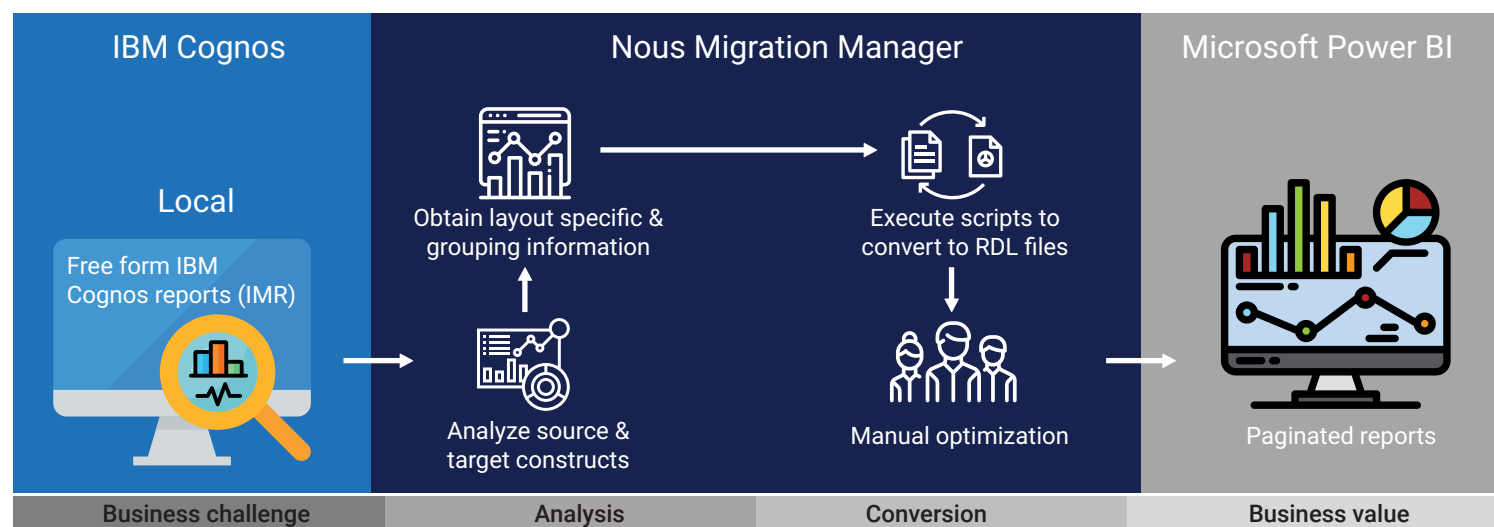 IBM Cognos
Nous Migration Manager
Microsoft Power BI
Local
Free form IBM
Cognos reports (IMR)
Obtain layout specific &
grouping information
Execute scripts to
convert to RDL files
Analyze source &
target constructs
Manual optimization
Paginated reports
Business challenge
Analysis
Conversion
Business value